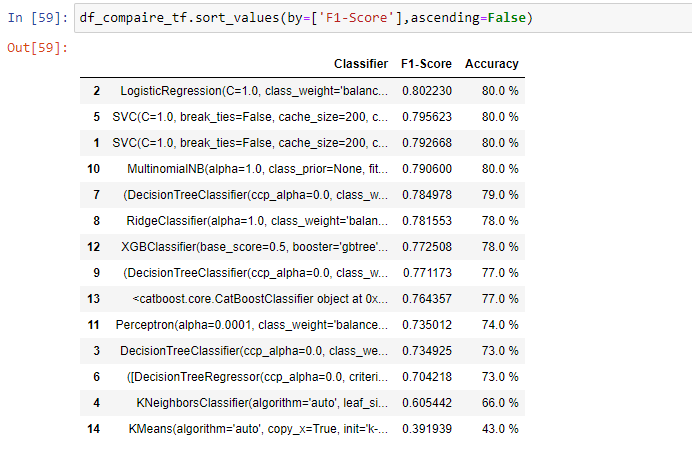 In [59]: df_compaire_tf.sort_values(by=['F1-Score'],ascending=False)
Out[59]:
Classifier F1-Score Accuracy
2 LogisticRegression(C=1.0, class_weight='balanc... 0.802230 80.0 %
5 SVC(C=1.0, break_ties=False, cache_size=200, c... 0.795623 80.0 %
1 SVC(C=1.0, break_ties=False, cache_size=200, c... 0.792668 80.0 %
10 MultinomialNB(alpha=1.0, class_prior=None, fit... 0.790600 80.0 %
7 (DecisionTreeClassifier(ccp_alpha=0.0, class_w... 0.784978 79.0 %
8 RidgeClassifier(alpha=1.0, class_weight='balan... 0.781553 78.0 %
12 XGBClassifier(base_score=0.5, booster='gbtree'... 0.772508 78.0 %
9 (DecisionTreeClassifier(ccp_alpha=0.0, class_w... 0.771173 77.0 %
13 <catboost.core.CatBoostClassifier object at 0x... 0.764357 77.0 %
11 Perceptron(alpha=0.0001, class_weight='balance... 0.735012 74.0 %
3 DecisionTreeClassifier(ccp_alpha=0.0, class_we... 0.734925 73.0 %
6 ([DecisionTreeRegressor(ccp_alpha=0.0, criteri... 0.704218 73.0 %
4 KNeighborsClassifier(algorithm='auto', leaf_si... 0.605442 66.0 %
14 KMeans(algorithm='auto', copy_x=True, init='k-... 0.391939 43.0 %